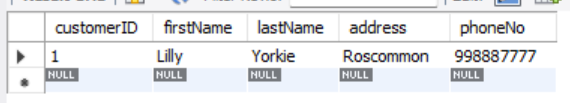 customerID firstName lastName address phoneNo
1 Lilly Yorkie Roscommon 998887777
NULL NULL NULL NULL NULL